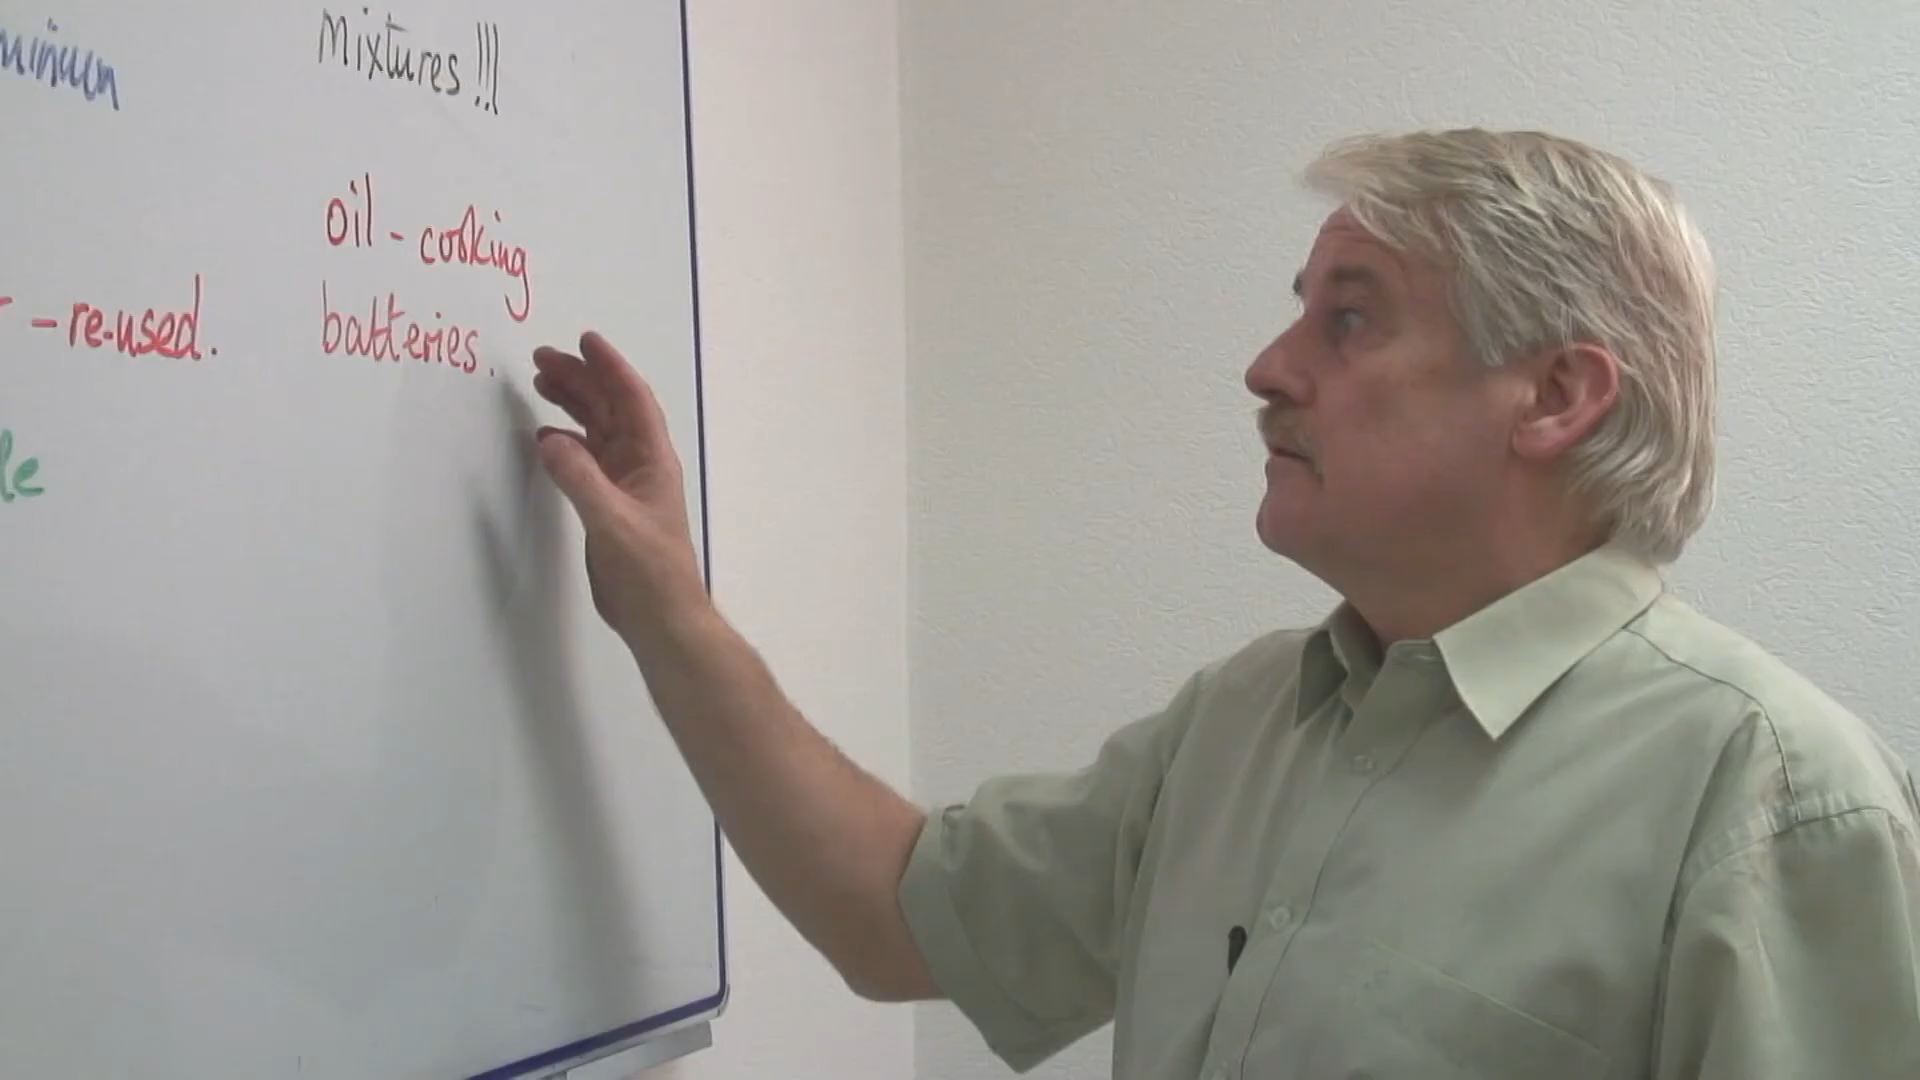 Mixtures!!!
oil - cooking
- re-used.
batteries.